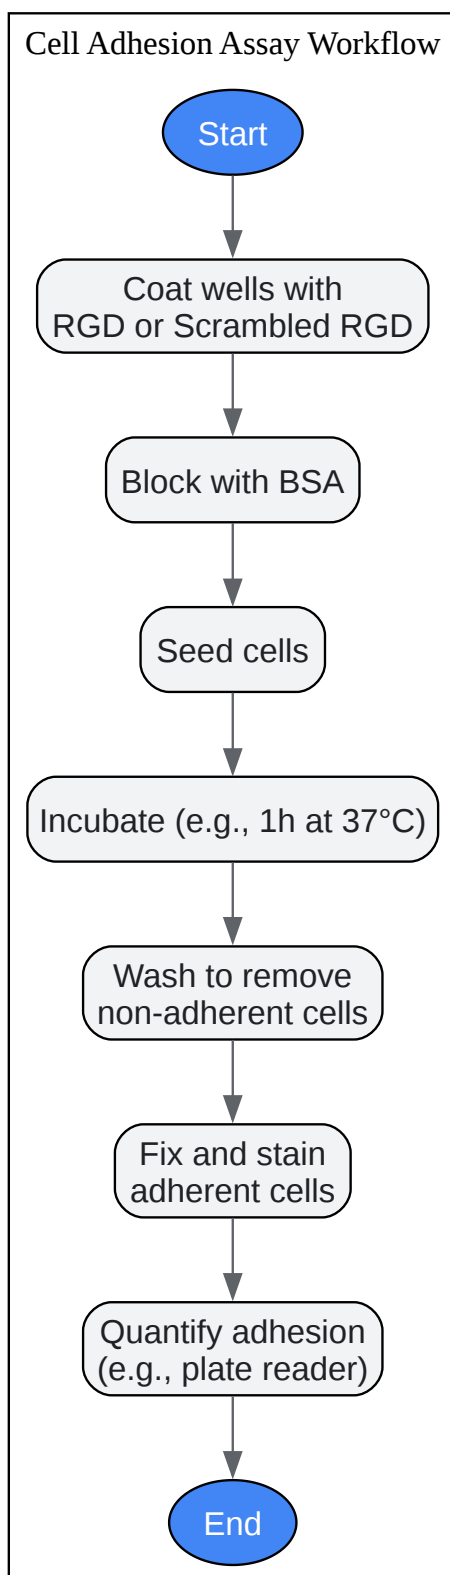 Cell Adhesion Assay Workflow
Start
Coat wells with
RGD or Scrambled RGD
Block with BSA
Seed cells
Incubate (e.g., 1h at 37°C)
Wash to remove
non-adherent cells
Fix and stain
adherent cells
Quantify adhesion
(e.g., plate reader)
End